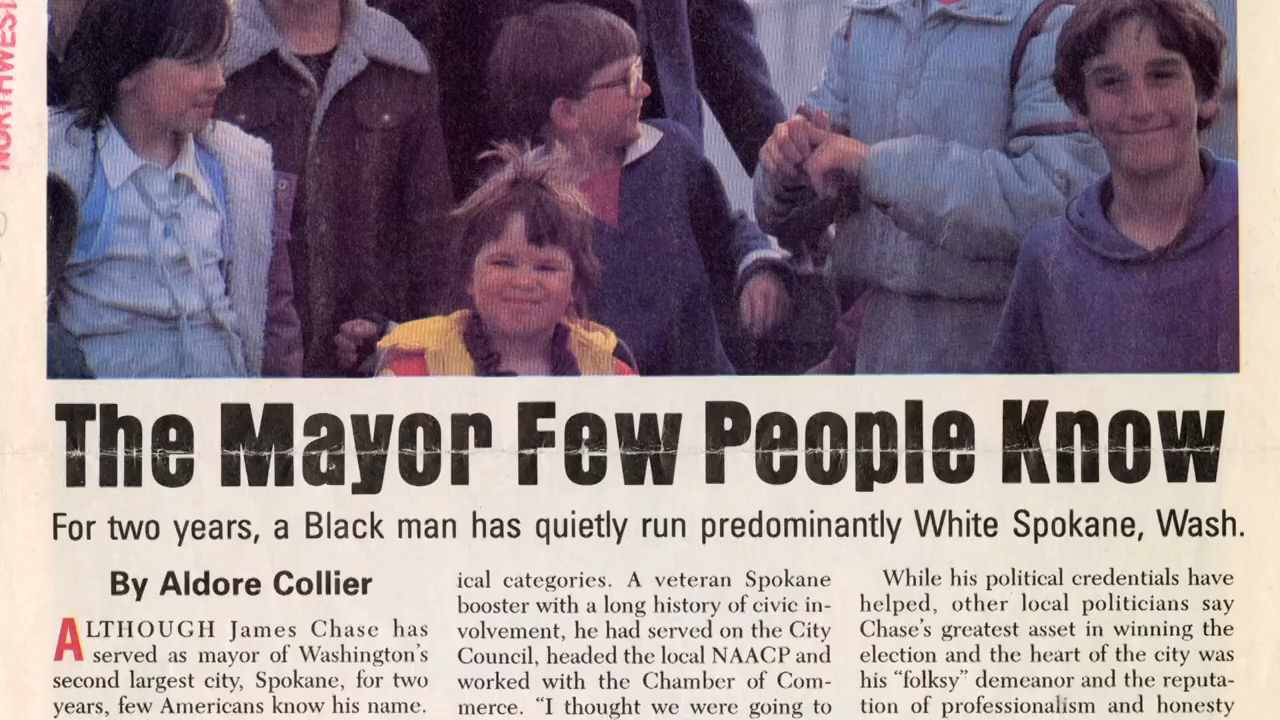 NORTHWEST
The Mayor Few People Know
For two years, a Black man has quietly run predominantly White Spokane, Wash.
By Aldore Collier
ALTHOUGH James Chase has
served as mayor of Washington's
second largest city, Spokane, for two
years, few Americans know his name.
ical categories. A veteran Spokane
booster with a long history of civic in-
volvement, he had served on the City
Council, headed the local NAACP and
worked with the Chamber of Com-
merce. "I thought we were going to
While his political credentials have
helped, other local politicians say
Chase's greatest asset in winning the
election and the heart of the city was
his "folksy" demeanor and the reputa-
tion of professionalism and honesty